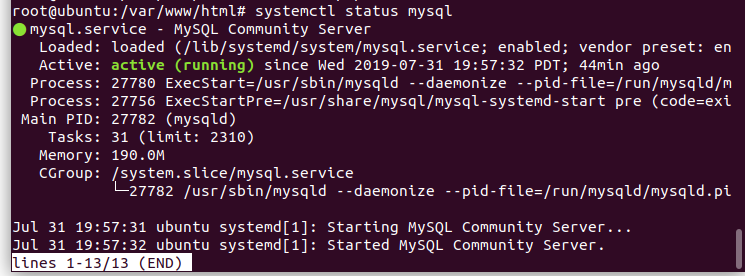 root@ubuntu:/var/www/html# systemctl status mysql
● mysql.service - MySQL Community Server
Loaded: loaded (/lib/systemd/system/mysql.service; enabled; vendor preset: en
Active: active (running) since Wed 2019-07-31 19:57:32 PDT; 44min ago
Process: 27780 ExecStart=/usr/sbin/mysqld --daemonize --pid-file=/run/mysqld/m
Process: 27756 ExecStartPre=/usr/share/mysql/mysql-systemd-start pre (code=exi
Main PID: 27782 (mysqld)
Tasks: 31 (limit: 2310)
Memory: 190.0M
CGroup: /system.slice/mysql.service
└─27782 /usr/sbin/mysqld --daemonize --pid-file=/run/mysqld/mysqld.pi
Jul 31 19:57:31 ubuntu systemd[1]: Starting MySQL Community Server...
Jul 31 19:57:32 ubuntu systemd[1]: Started MySQL Community Server.
lines 1-13/13 (END)